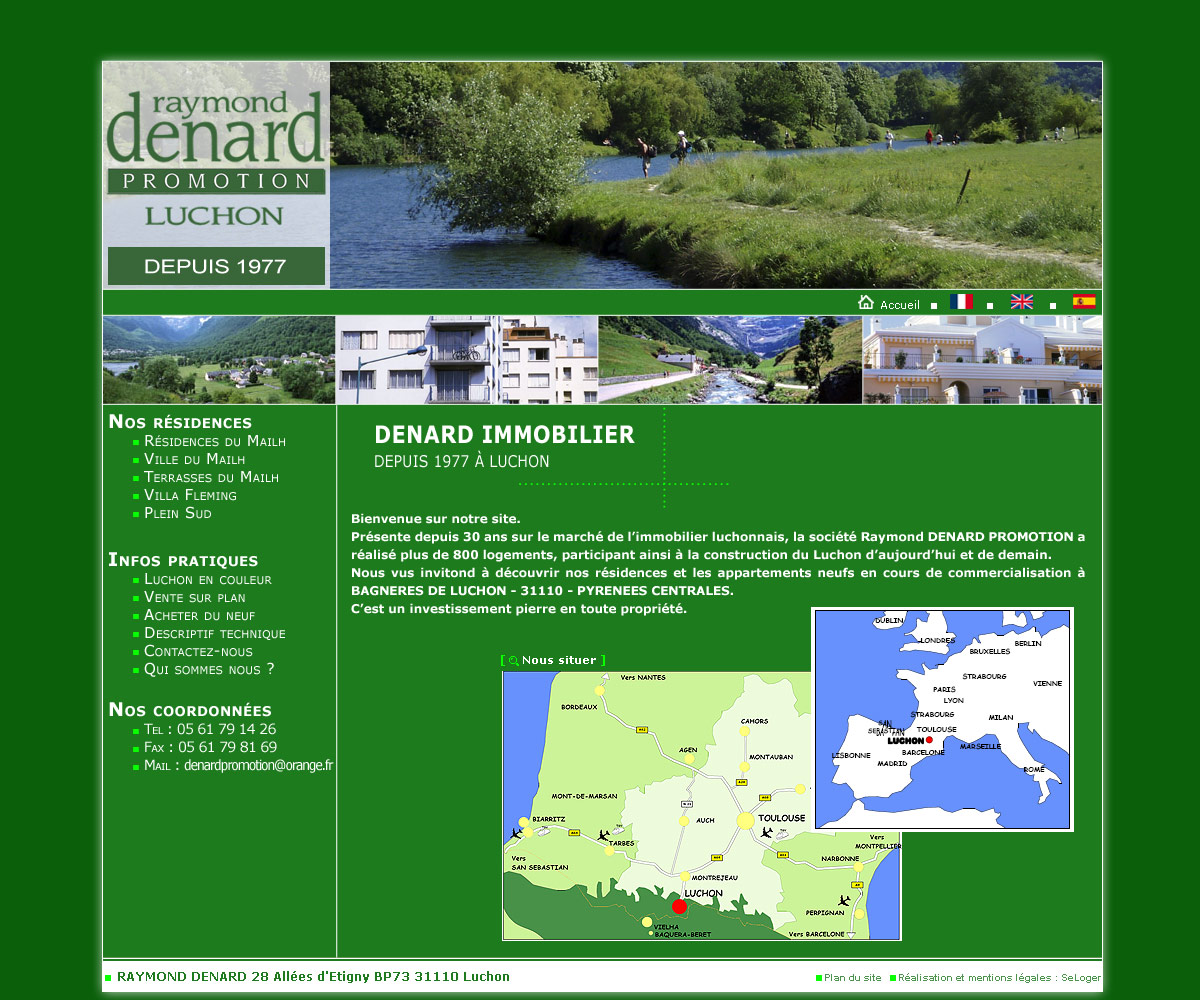 raymond
denard
PROMOTION
LUCHON
DEPUIS 1977
Accueil
Nos résidences
Résidences du Mailh
Ville du Mailh
Terrasses du Mailh
Villa Fleming
Plein Sud
Infos pratiques
Luchon en couleur
Vente sur plan
Acheter du neuf
Descriptif technique
Contactez-nous
Qui sommes nous ?
Nos coordonnées
Tel : 05 61 79 14 26
Fax : 05 61 79 81 69
Mail : denardpromotion@orange.fr
DENARD IMMOBILIER
DEPUIS 1977 À LUCHON
Bienvenue sur notre site.
Présente depuis 30 ans sur le marché de l’immobilier luchonnais, la société Raymond DENARD PROMOTION a
réalisé plus de 800 logements, participant ainsi à la construction du Luchon d’aujourd’hui et de demain.
Nous vus invitond à découvrir nos résidences et les appartements neufs en cours de commercialisation à
BAGNERES DE LUCHON - 31110 - PYRENEES CENTRALES.
C’est un investissement pierre en toute propriété.
[ Nous situer ]
Vers NANTES
BORDEAUX
CAHORS
AGEN
MONTAUBAN
MONT-DE-MARSAN
BIARRITZ
AUCH
TOULOUSE
TARBES
Vers
SAN SEBASTIAN
Vers
MONTPELLIER
NARBONNE
MONTREJEAU
LUCHON
PERPIGNAN
VIELHA
BAQUERA-BERET
Vers BARCELONE
DUBLIN
LONDRES
BERLIN
BRUXELLES
STRABOURG
VIENNE
PARIS
LYON
STRABOURG
MILAN
SAN
SEBASTIAN
TOULOUSE
LUCHON
MARSEILLE
BARCELONE
LISBONNE
MADRID
ROME
RAYMOND DENARD 28 Allées d'Etigny BP73 31110 Luchon
Plan du site
Réalisation et mentions légales : SeLoger